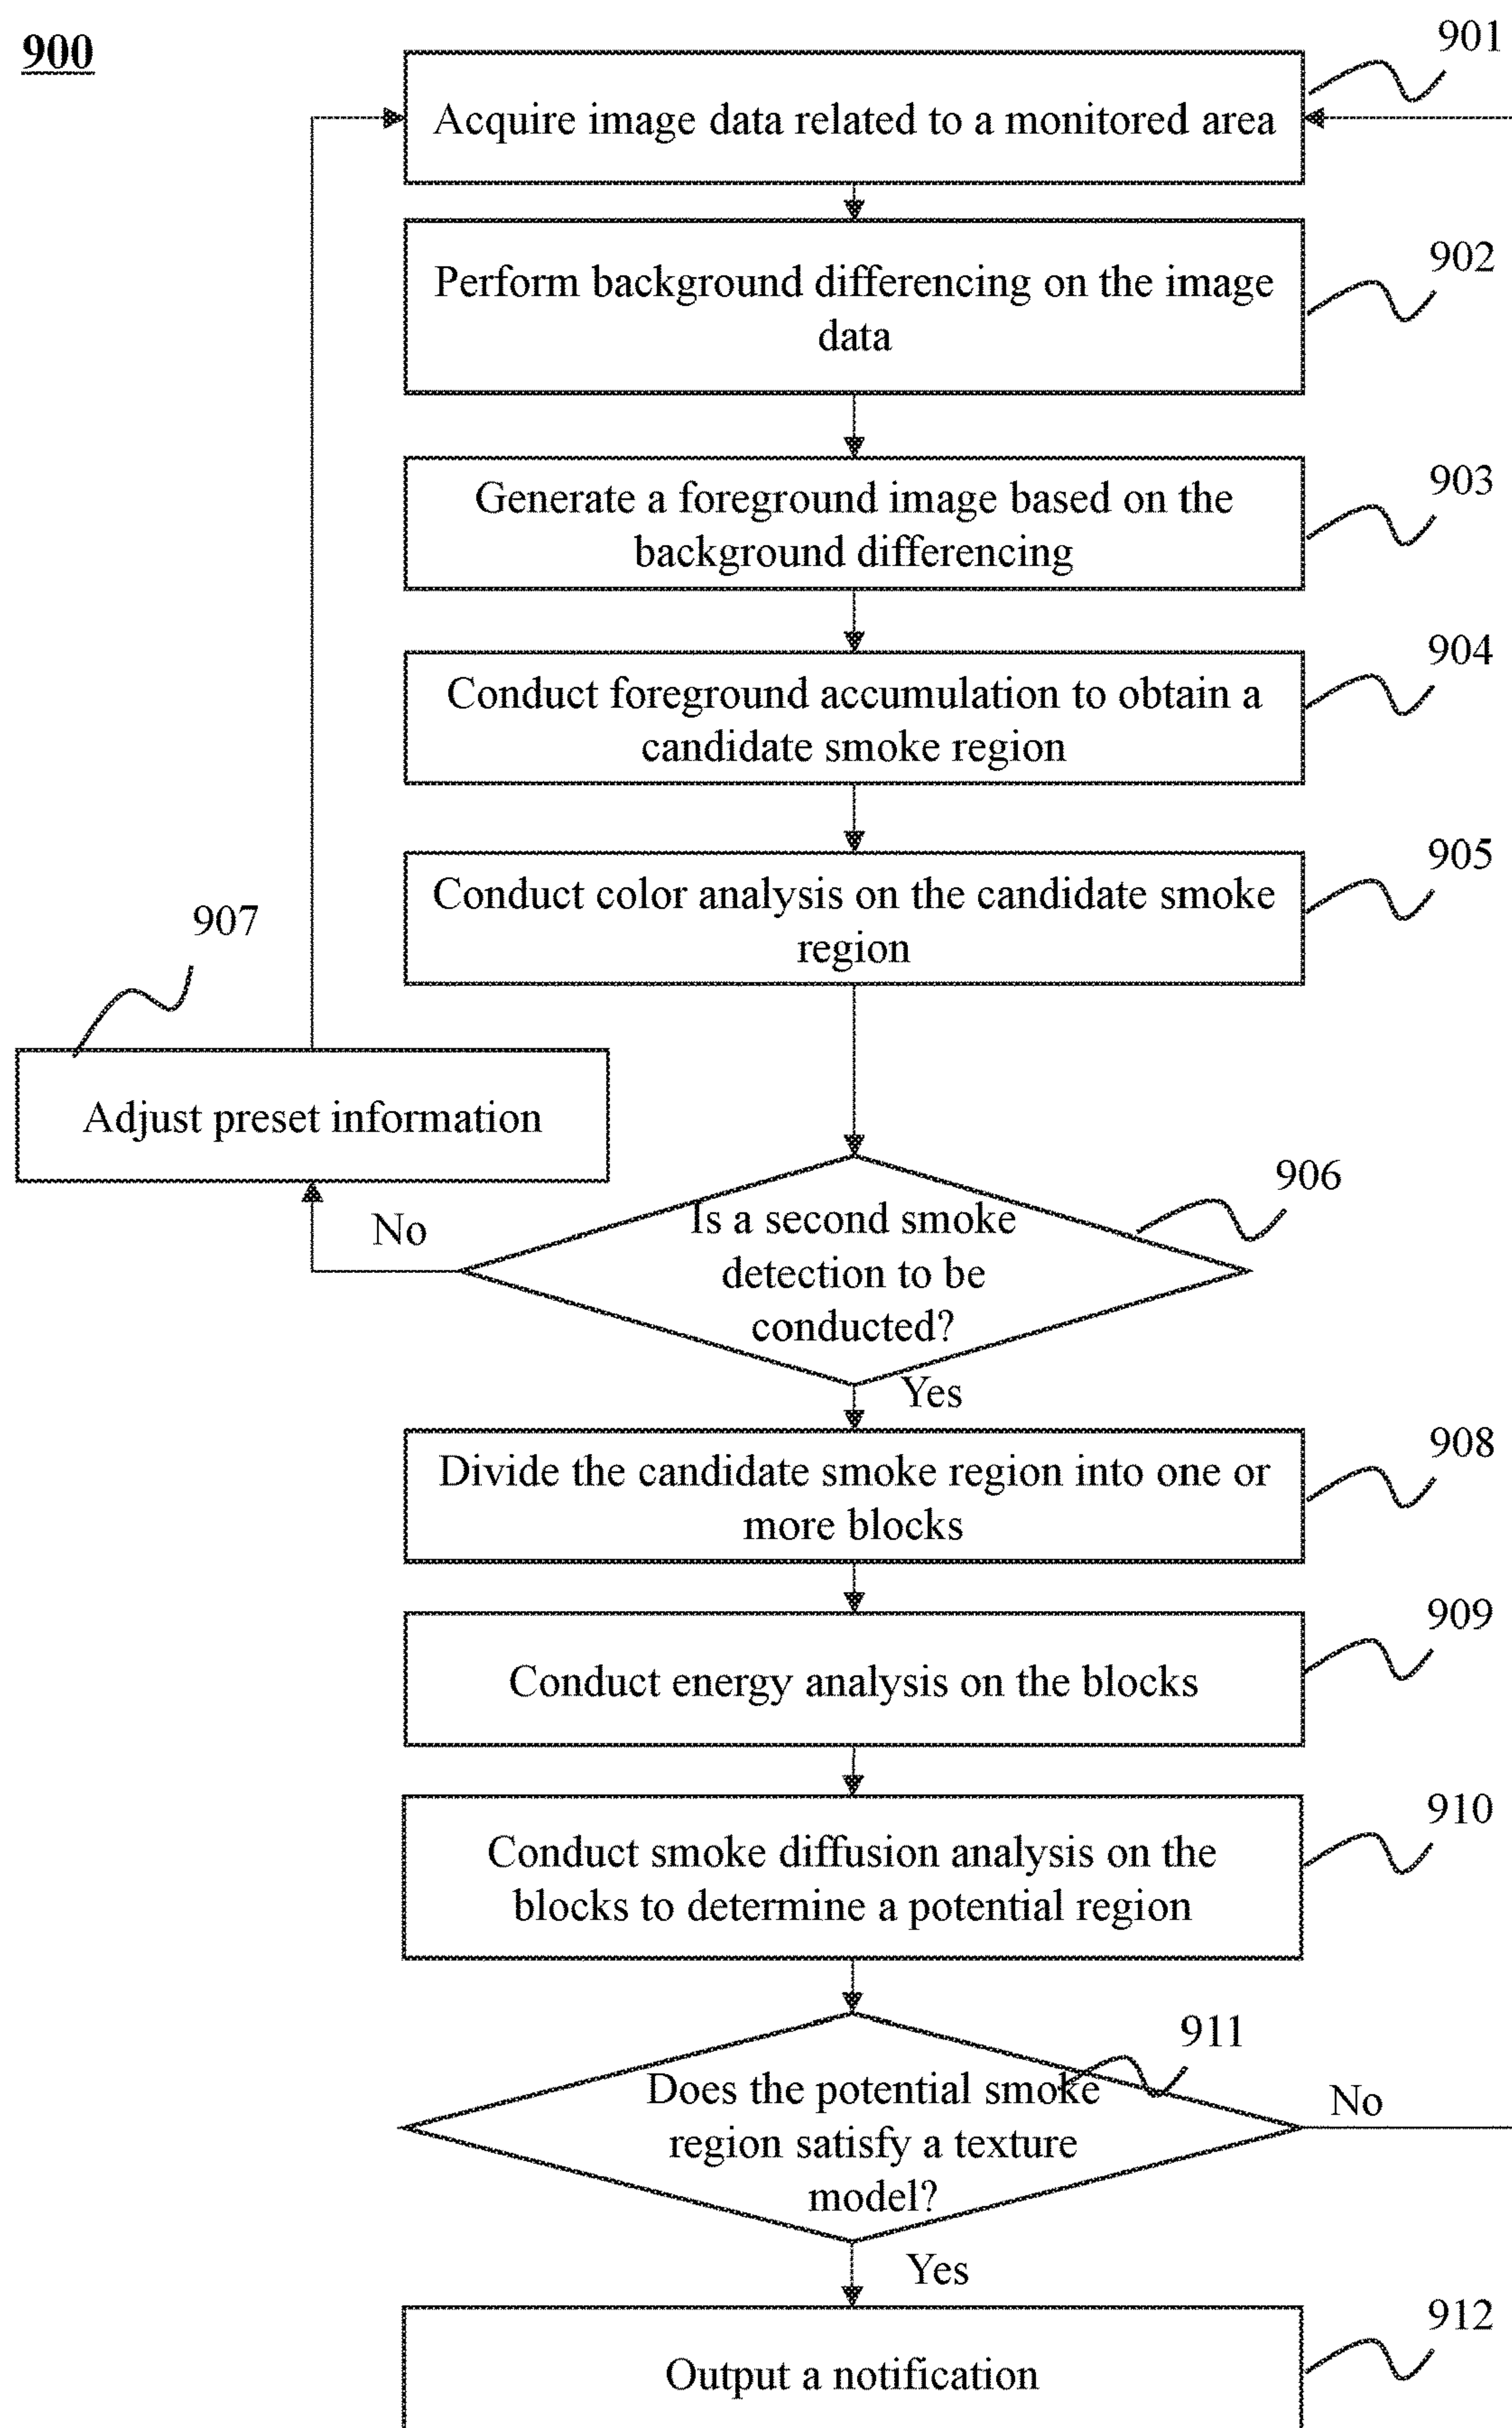 900
901
Acquire image data related to a monitored area
902
Perform background differencing on the image
data
903
Generate a foreground image based on the
background differencing
904
Conduct foreground accumulation to obtain a
candidate smoke region
905
Conduct color analysis on the candidate smoke
region
907
Adjust preset information
906
Is a second smoke
detection to be
conducted?
No
Yes
908
Divide the candidate smoke region into one or
more blocks
909
Conduct energy analysis on the blocks
910
Conduct smoke diffusion analysis on the
blocks to determine a potential region
911
Does the potential smoke
region satisfy a texture
model?
No
Yes
912
Output a notification